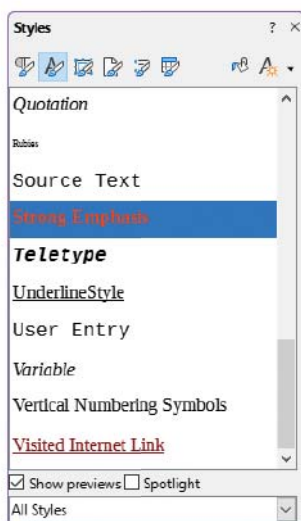 Styles ? ×
Quotation
Rubies
Source Text
Strong Emphasis
Teletype
UnderlineStyle
User Entry
Variable
Vertical Numbering Symbols
Visited Internet Link
Show previews Spotlight
All Styles